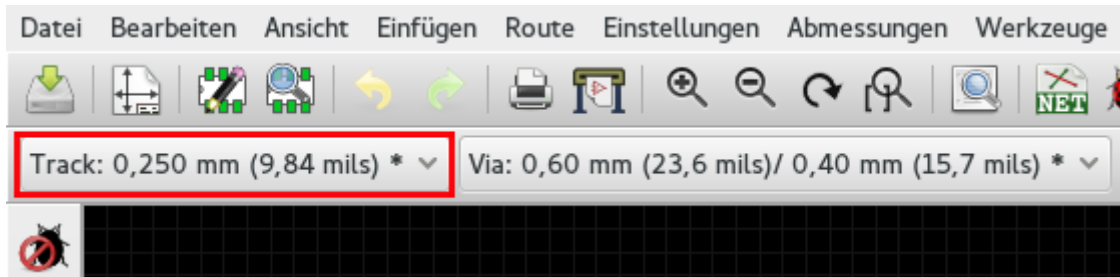 Datei Bearbeiten Ansicht Einfügen Route Einstellungen Abmessungen Werkzeuge
NET
Track: 0,250 mm (9,84 mils) * Via: 0,60 mm (23,6 mils)/ 0,40 mm (15,7 mils) *